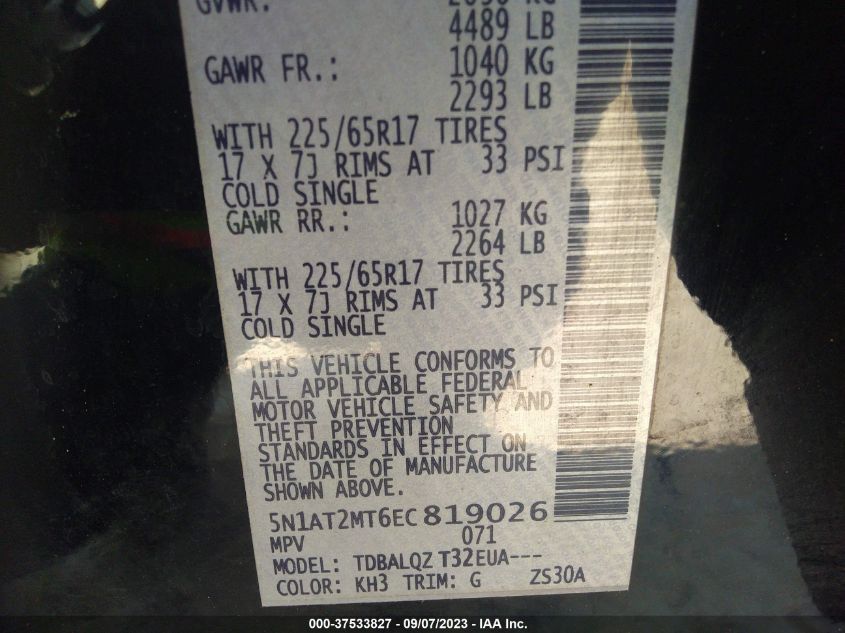 GVWR:
4489 LB
GAWR FR.: 1040 KG
2293 LB
WITH 225/65R17 TIRES
17 X 7J RIMS AT 33 PSI
COLD SINGLE
GAWR RR.: 1027 KG
2264 LB
WITH 225/65R17 TIRES
17 X 7J RIMS AT 33 PSI
COLD SINGLE
THIS VEHICLE CONFORMS TO
ALL APPLICABLE FEDERAL
MOTOR VEHICLE SAFETY AND
THEFT PREVENTION
STANDARDS IN EFFECT ON
THE DATE OF MANUFACTURE
SHOWN ABOVE.
5N1AT2MT6EC819026
MPV 071
MODEL: TDBALQZ T32EUA---
COLOR: KH3 TRIM: G ZS30A
000-37533827 - 09/07/2023 - IAA Inc.